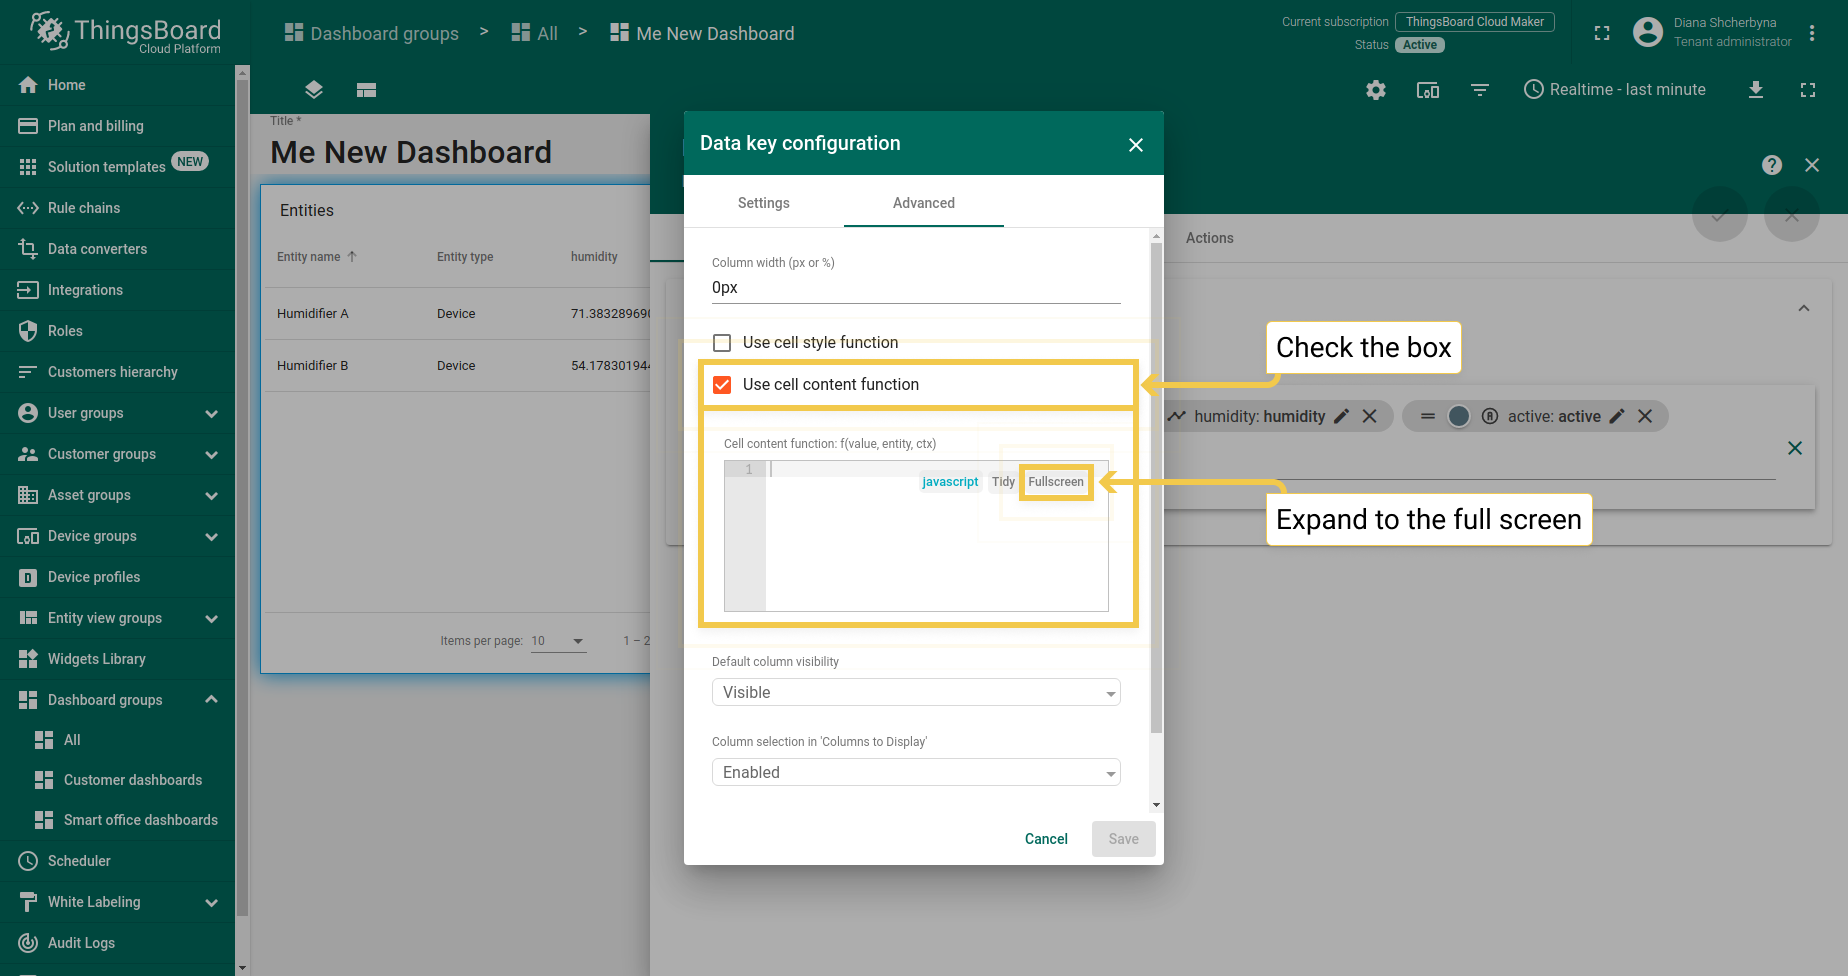 ThingsBoard
Cloud Platform
Dashboard groups > All > Me New Dashboard
Current subscription ThingsBoard Cloud Maker
Status Active
Diana Shcherbyna
Tenant administrator
Home
Plan and billing
Solution templates NEW
Rule chains
Data converters
Integrations
Roles
Customers hierarchy
User groups
Customer groups
Asset groups
Device groups
Device profiles
Entity view groups
Widgets Library
Dashboard groups
All
Customer dashboards
Smart office dashboards
Scheduler
White Labeling
Audit Logs
Realtime - last minute
Title *
Me New Dashboard
Entities
Entity name Entity type humidity
Humidifier A Device 71.383289690
Humidifier B Device 54.178301944
Items per page: 10 1 – 2
Data key configuration
Settings Advanced
Column width (px or %)
0px
Use cell style function
Use cell content function
Cell content function: f(value, entity, ctx)
1
javascript Tidy Fullscreen
Default column visibility
Visible
Column selection in 'Columns to Display'
Enabled
Cancel Save
Actions
Check the box
humidity: humidity active: active
Expand to the full screen